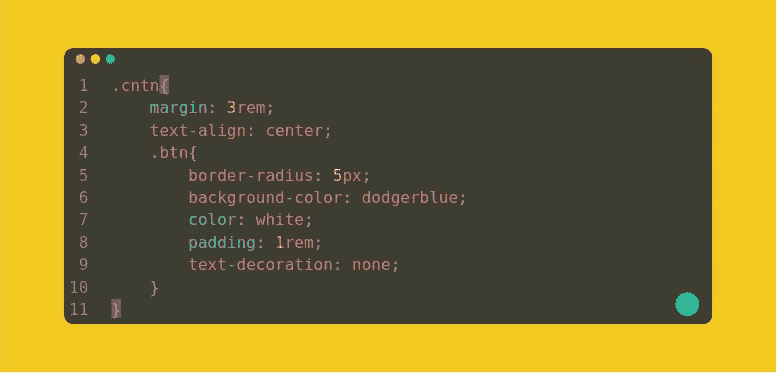 1 .cntn{
2 margin: 3rem;
3 text-align: center;
4 .btn{
5 border-radius: 5px;
6 background-color: dodgerblue;
7 color: white;
8 padding: 1rem;
9 text-decoration: none;
10 }
11 }